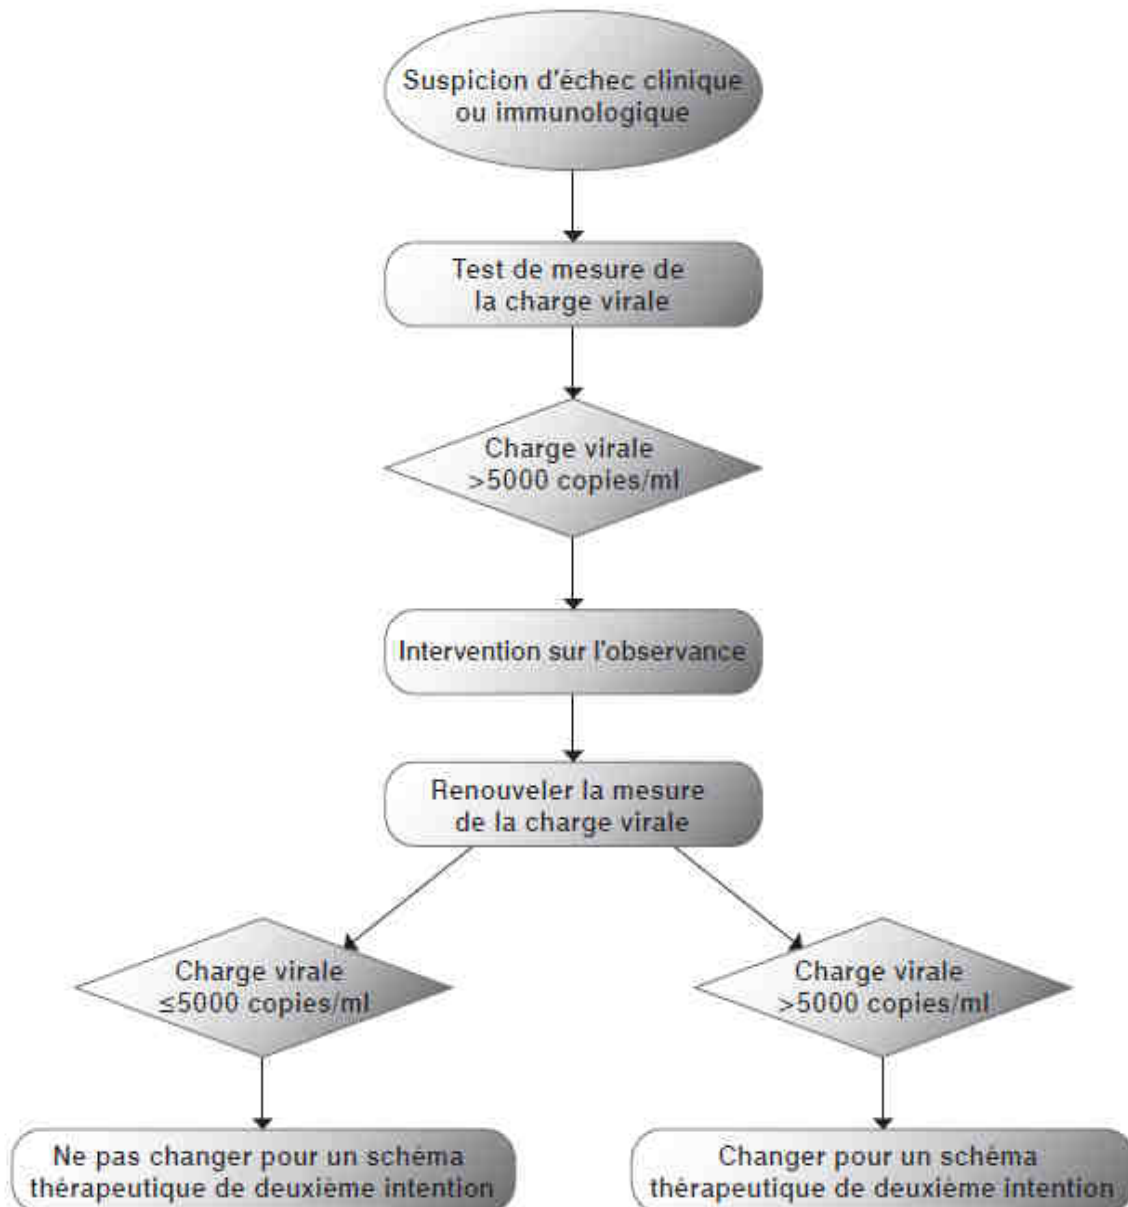 Suspicion d'échec clinique
ou immunologique
Test de mesure de
la charge virale
Charge virale
>5000 copies/ml
Intervention sur l'observance
Renouveler la mesure
de la charge virale
Charge virale
≤5000 copies/ml
Charge virale
>5000 copies/ml
Ne pas changer pour un schéma
thérapeutique de deuxième intention
Changer pour un schéma
thérapeutique de deuxième intention